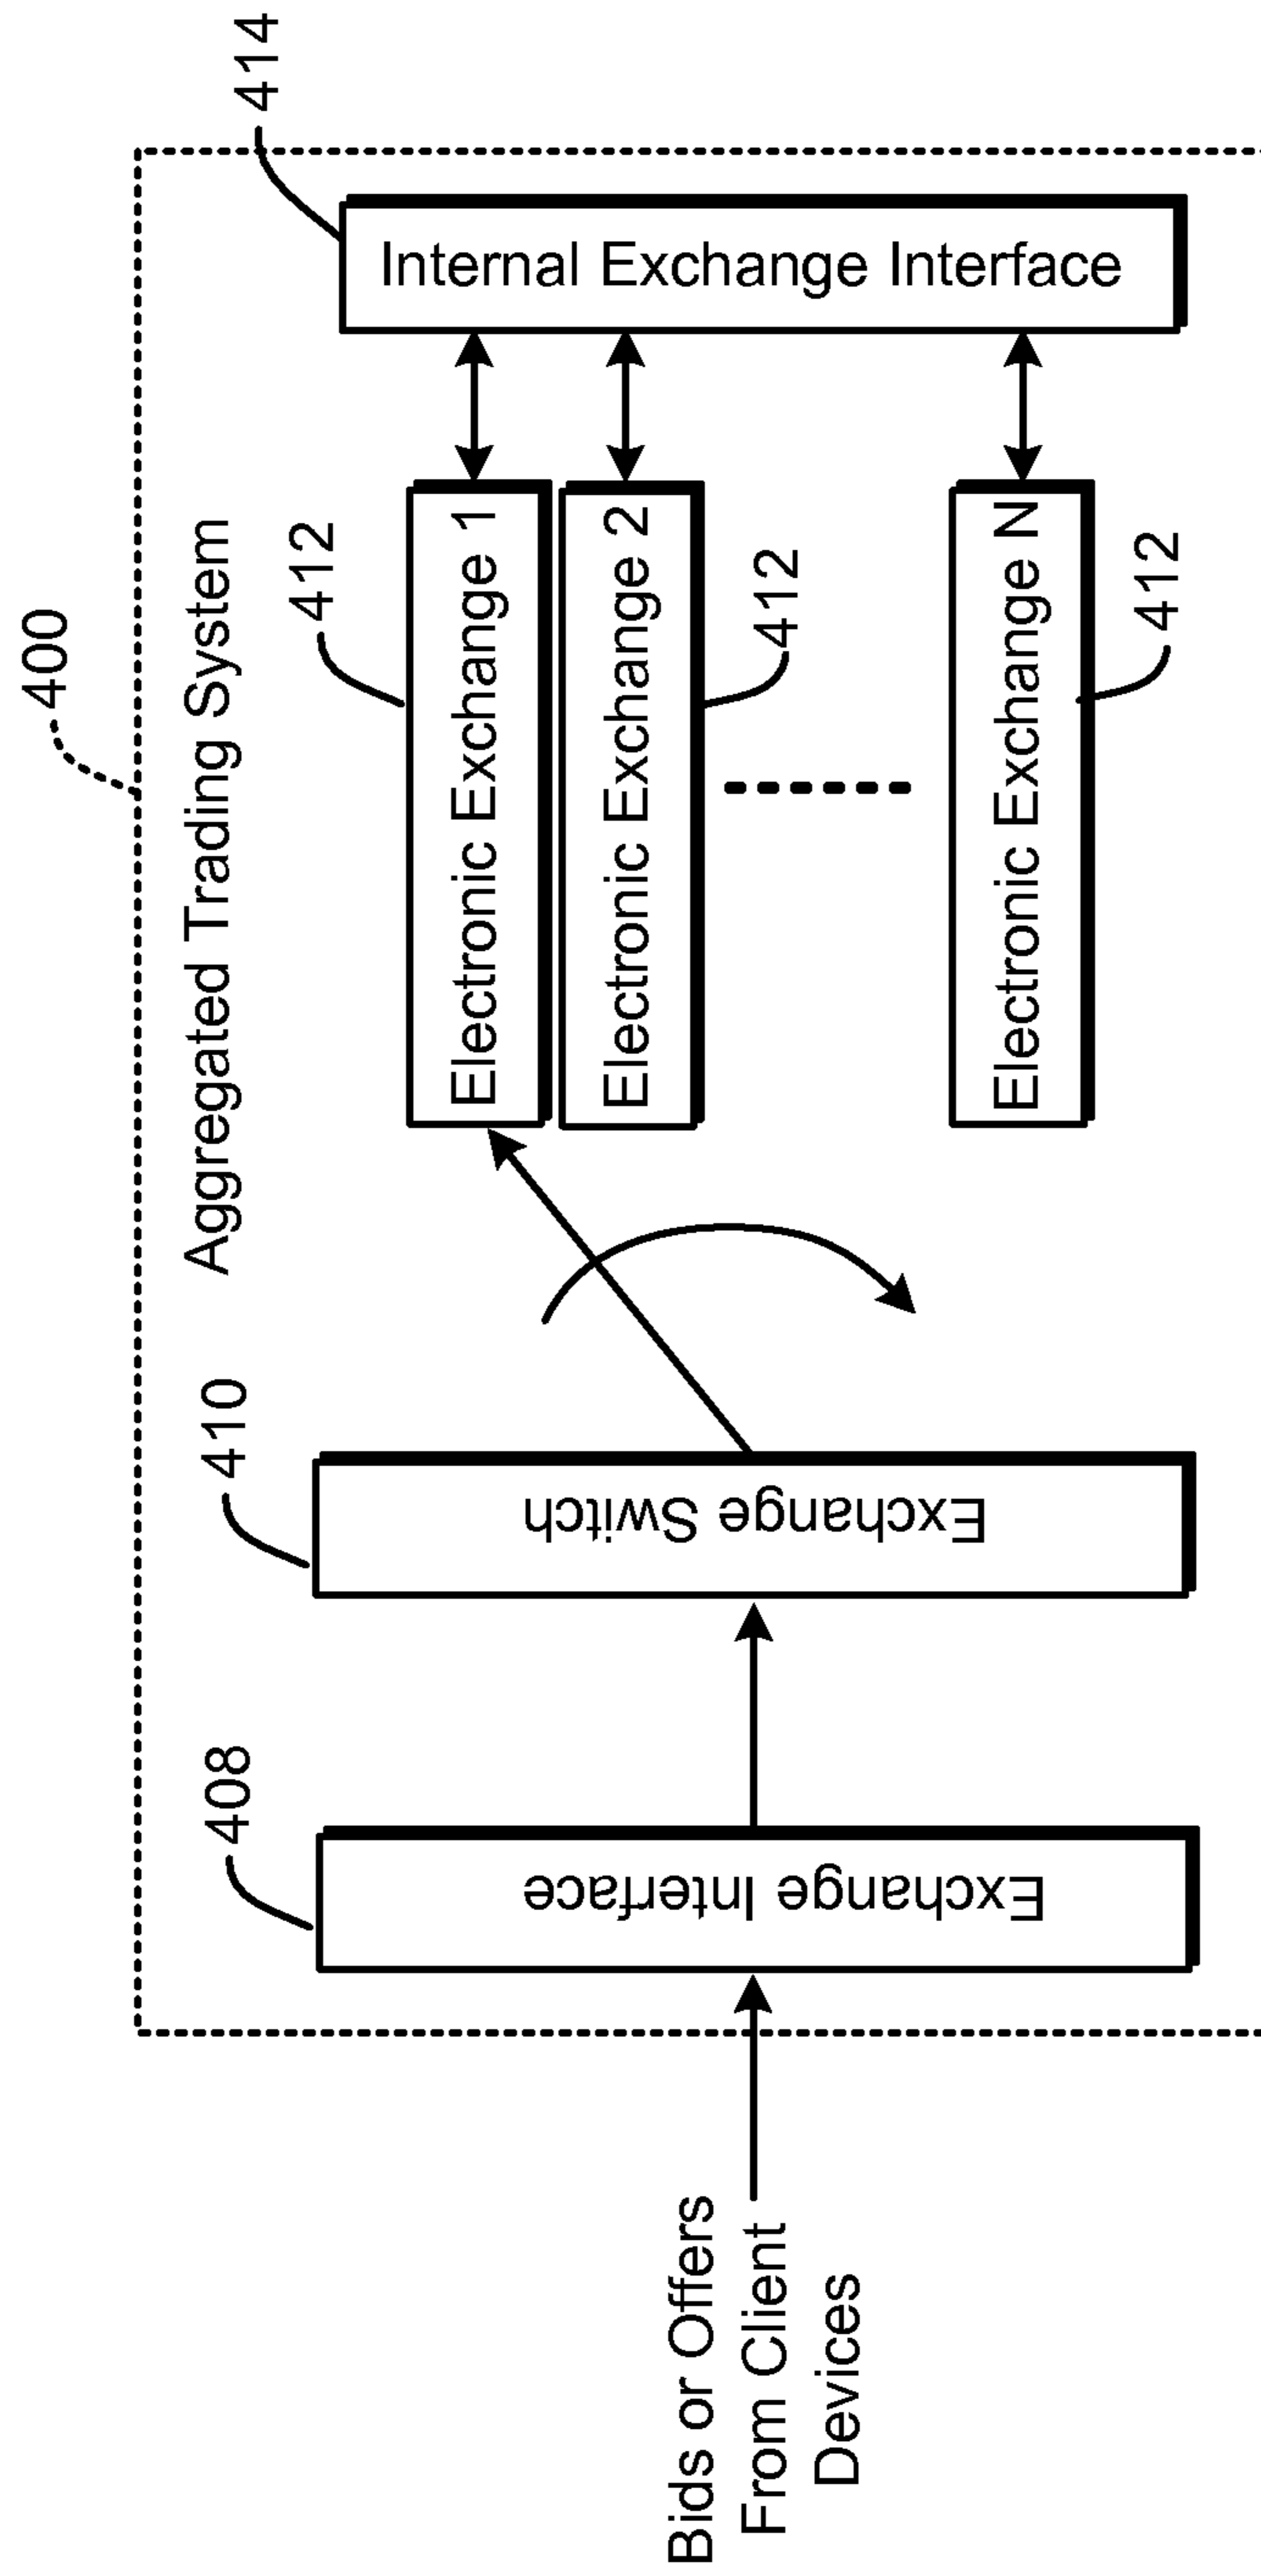 400
Aggregated Trading System
408
410
412
414
Bids or Offers
From Client
Devices
Exchange Interface
Exchange Switch
Electronic Exchange 1
Electronic Exchange 2
412
Electronic Exchange N
412
Internal Exchange Interface